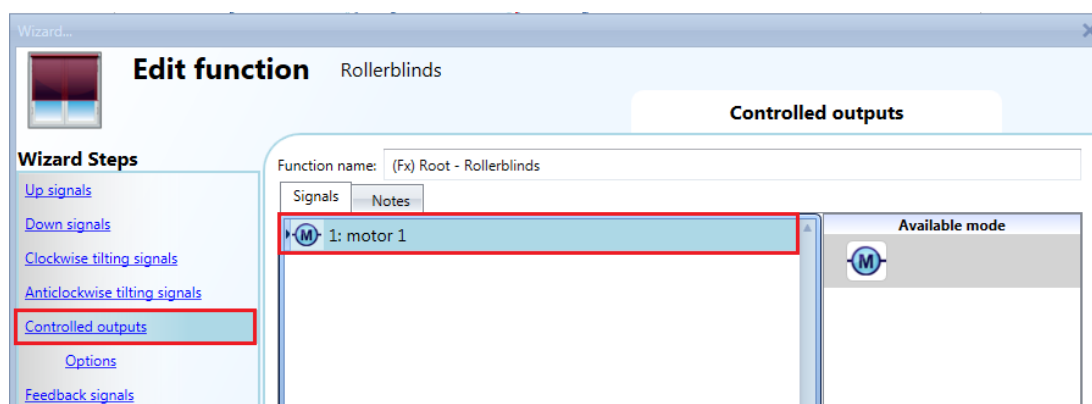 Wizard...
Edit function Rollerblinds
Controlled outputs
Wizard Steps
Up signals
Down signals
Clockwise tilting signals
Anticlockwise tilting signals
Controlled outputs
Options
Feedback signals
Function name: (Fx) Root - Rollerblinds
Signals Notes
M 1: motor 1
Available mode
M